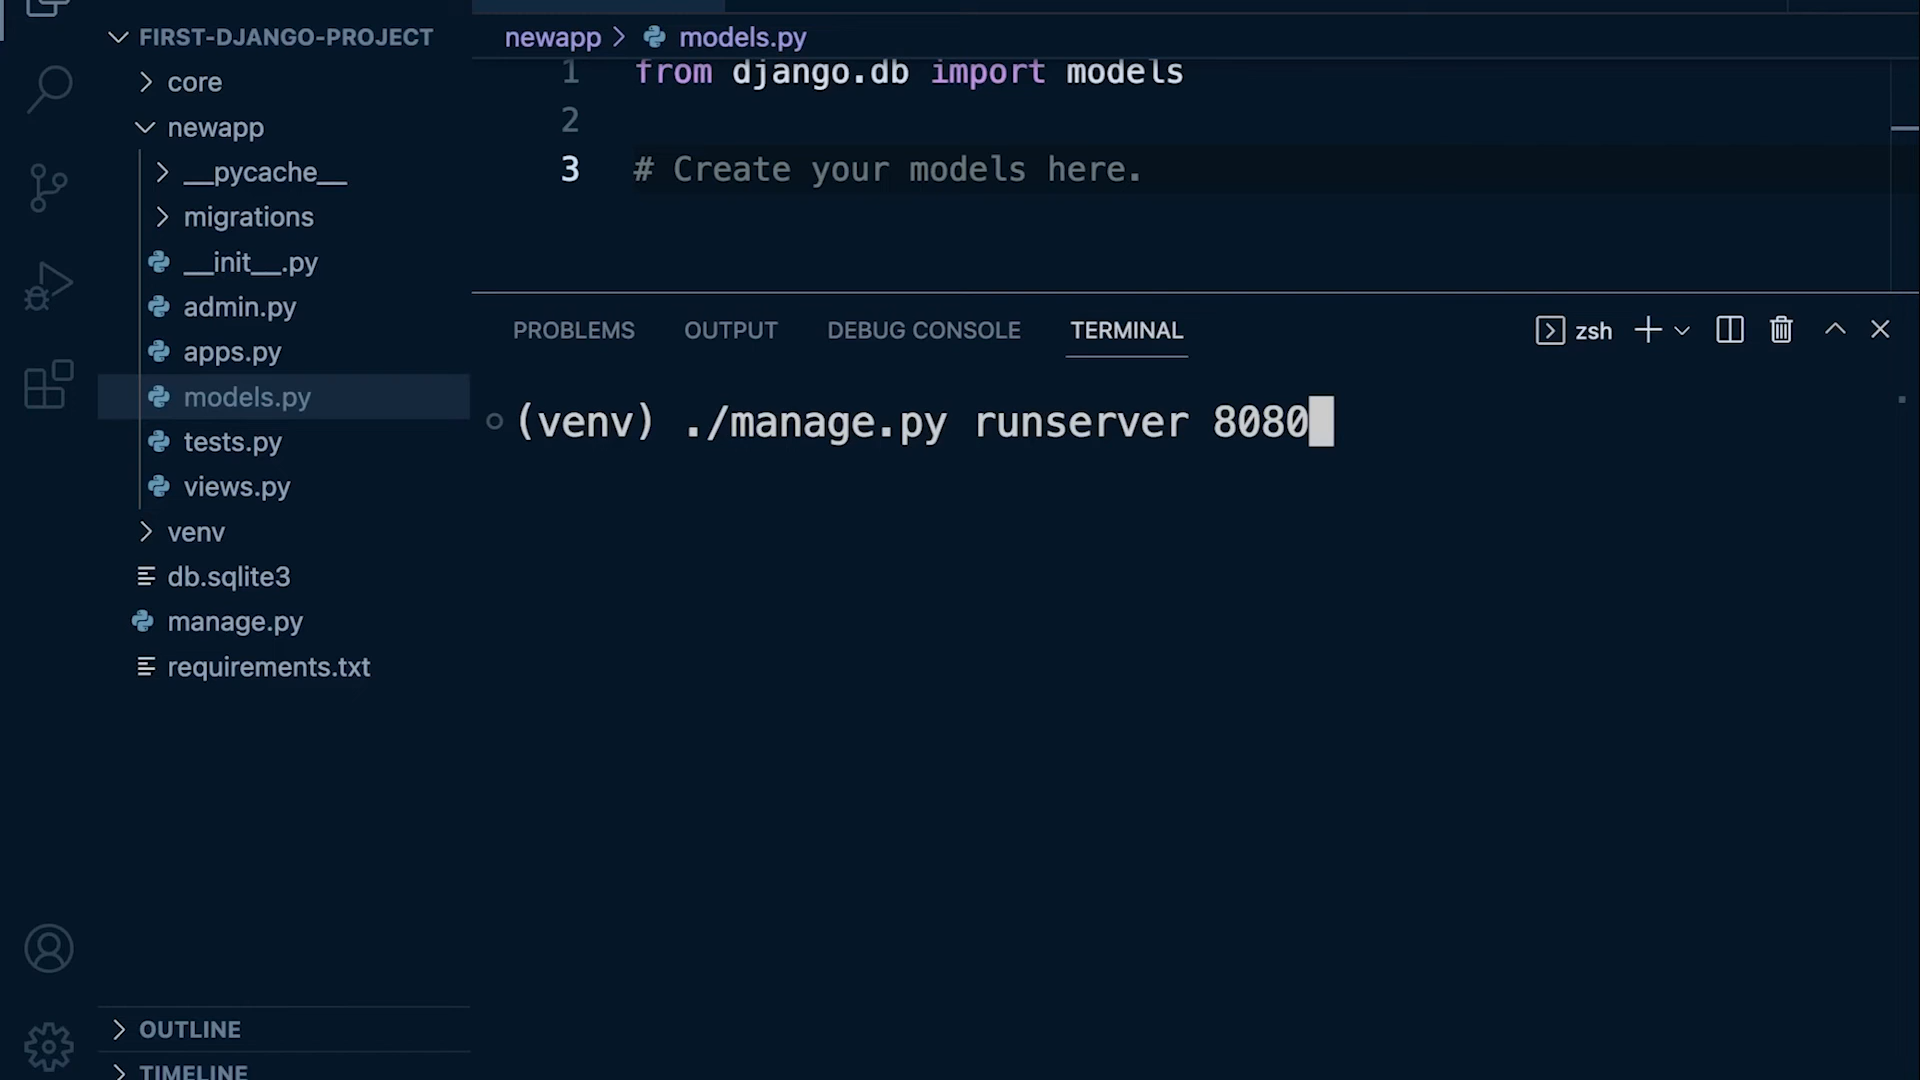 FIRST-DJANGO-PROJECT
core
newapp
__pycache__
migrations
__init__.py
admin.py
apps.py
models.py
tests.py
views.py
venv
db.sqlite3
manage.py
requirements.txt
OUTLINE
TIMELINE
newapp > models.py
1 from django.db import models
2
3 # Create your models here.
PROBLEMS OUTPUT DEBUG CONSOLE TERMINAL zsh
(venv) ./manage.py runserver 8080